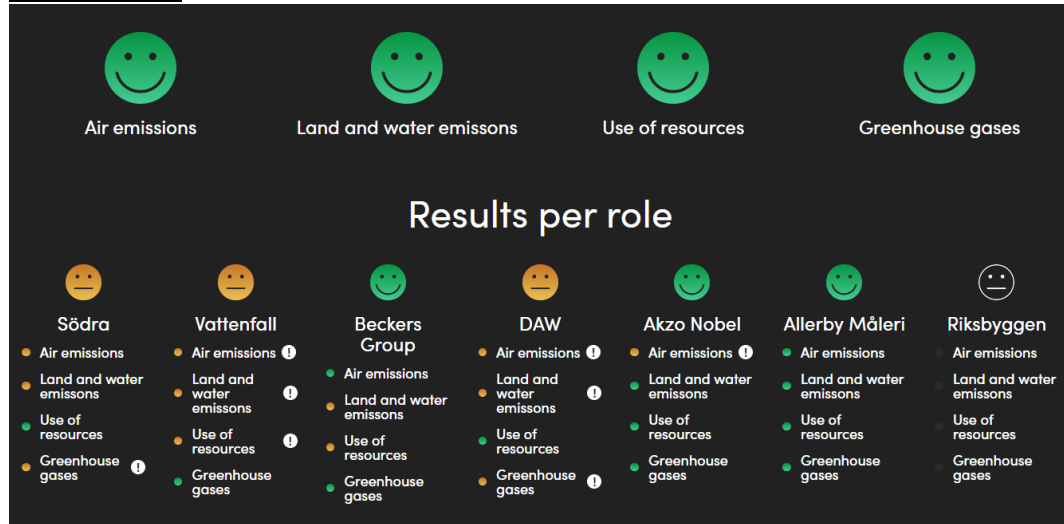 Air emissions
Land and water emissons
Use of resources
Greenhouse gases
Results per role
Södra
Air emissions
Land and water
emissons
Use of
resources
Greenhouse
gases
!
Vattenfall
Air emissions !
Land and
water
emissons
!
Use of
resources
!
Greenhouse
gases
Beckers
Group
Air emissions
Land and water
emissons
Use of
resources
Greenhouse
gases
DAW
Air emissions !
Land and
water
emissons
!
Use of
resources
Greenhouse
gases
!
Akzo Nobel
Air emissions !
Land and water
emissons
Use of
resources
Greenhouse
gases
Allerby Måleri
Air emissions
Land and water
emissons
Use of
resources
Greenhouse
gases
Riksbyggen
Air emissions
Land and water
emissons
Use of
resources
Greenhouse
gases